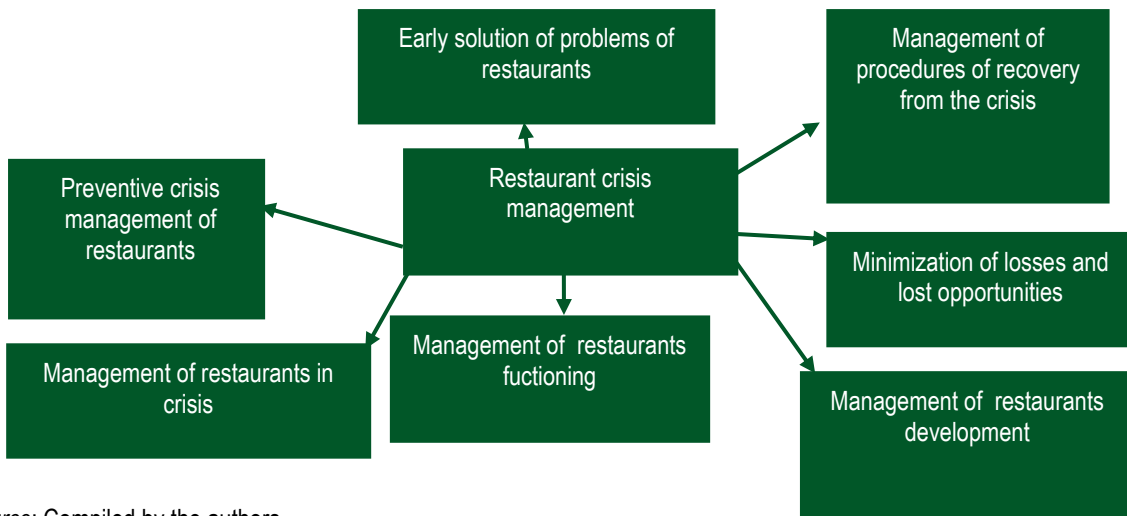 Early solution of problems of
restaurants
Management of
procedures of recovery
from the crisis
Restaurant crisis
management
Preventive crisis
management of
restaurants
Minimization of losses and
lost opportunities
Management of restaurants
fuctioning
Management of restaurants in
crisis
Management of restaurants
development
Compiled by the authors